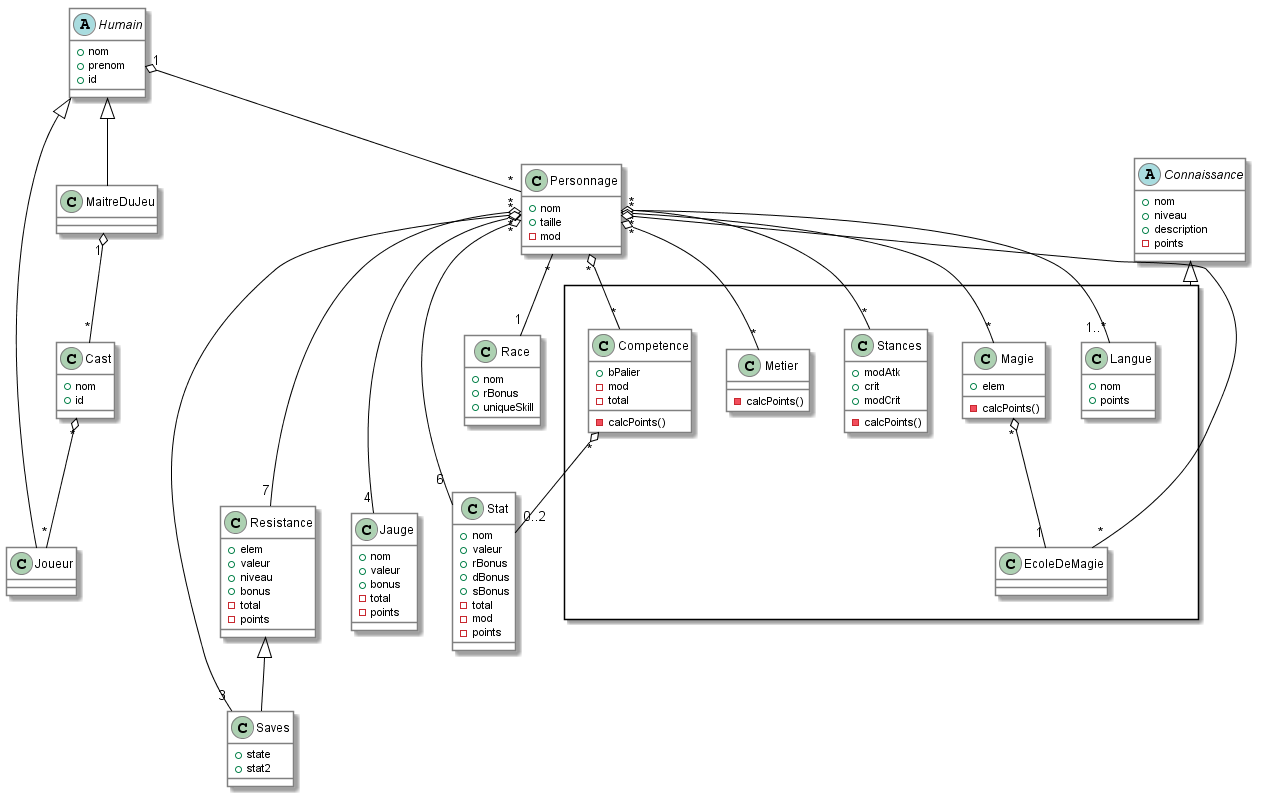 A Humain
nom
prenom
id
1
*
C MaitreDuJeu
1
*
C Cast
nom
id
*
*
C Joueur
C Personnage
nom
taille
mod
*
*
*
*
*
*
*
*
*
1
C Race
nom
rBonus
uniqueSkill
A Connaissance
nom
niveau
description
points
*
C Competence
bPalier
mod
total
calcPoints()
*
*
C Metier
calcPoints()
*
C Stances
modAtk
crit
modCrit
calcPoints()
*
C Magie
elem
calcPoints()
*
1..*
C Langue
nom
points
1
*
C EcoleDeMagie
7
C Resistance
elem
valeur
niveau
bonus
total
points
4
C Jauge
nom
valeur
bonus
total
points
6
0..2
C Stat
nom
valeur
rBonus
dBonus
sBonus
total
mod
points
3
C Saves
state
stat2